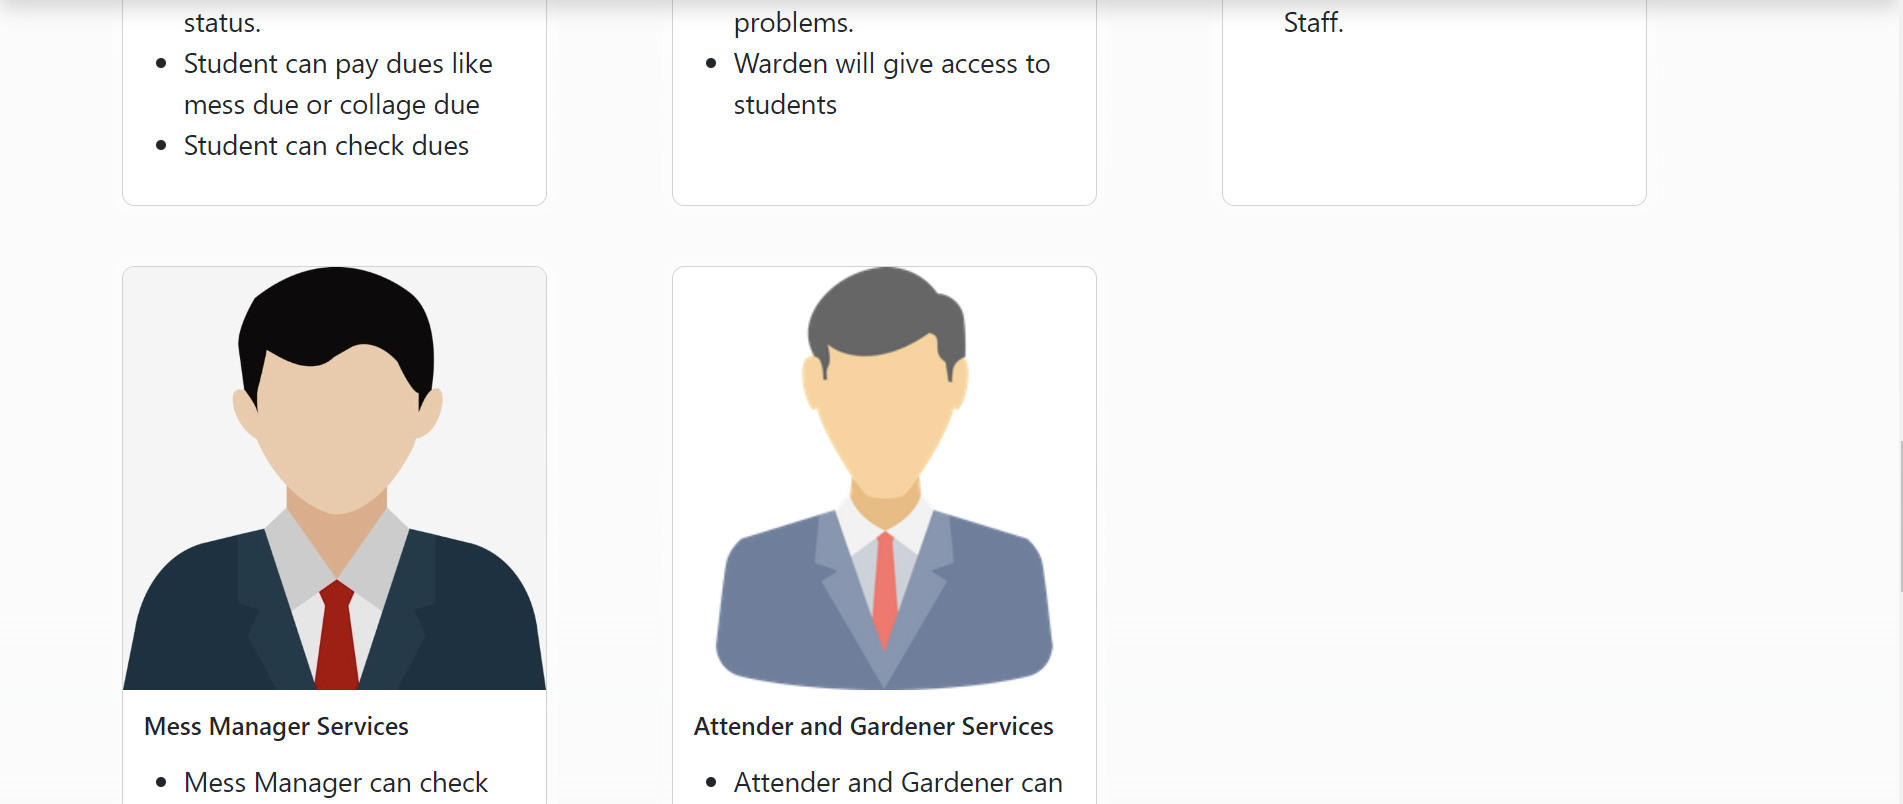 status.
Student can pay dues like
mess due or collage due
Student can check dues
problems.
Warden will give access to
students
Staff.
Mess Manager Services
Mess Manager can check
Attender and Gardener Services
Attender and Gardener can